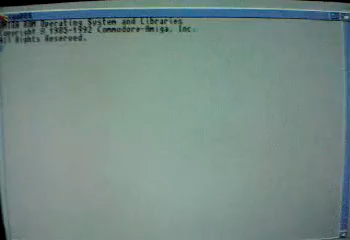 ROM Operating System and Libraries
Copyright © 1985-1992 Commodore-Amiga, Inc.
All Rights Reserved.